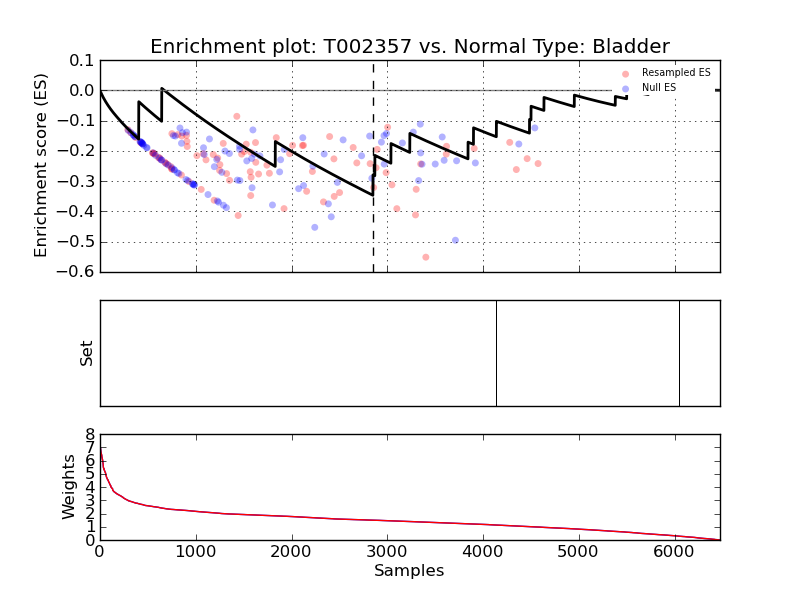 Enrichment plot: T002357 vs. Normal Type: Bladder
Enrichment score (ES)
0.1
0.0
−0.1
−0.2
−0.3
−0.4
−0.5
−0.6
Resampled ES
Null ES
Set
Weights
8
7
6
5
4
3
2
1
0
0 1000 2000 3000 4000 5000 6000
Samples